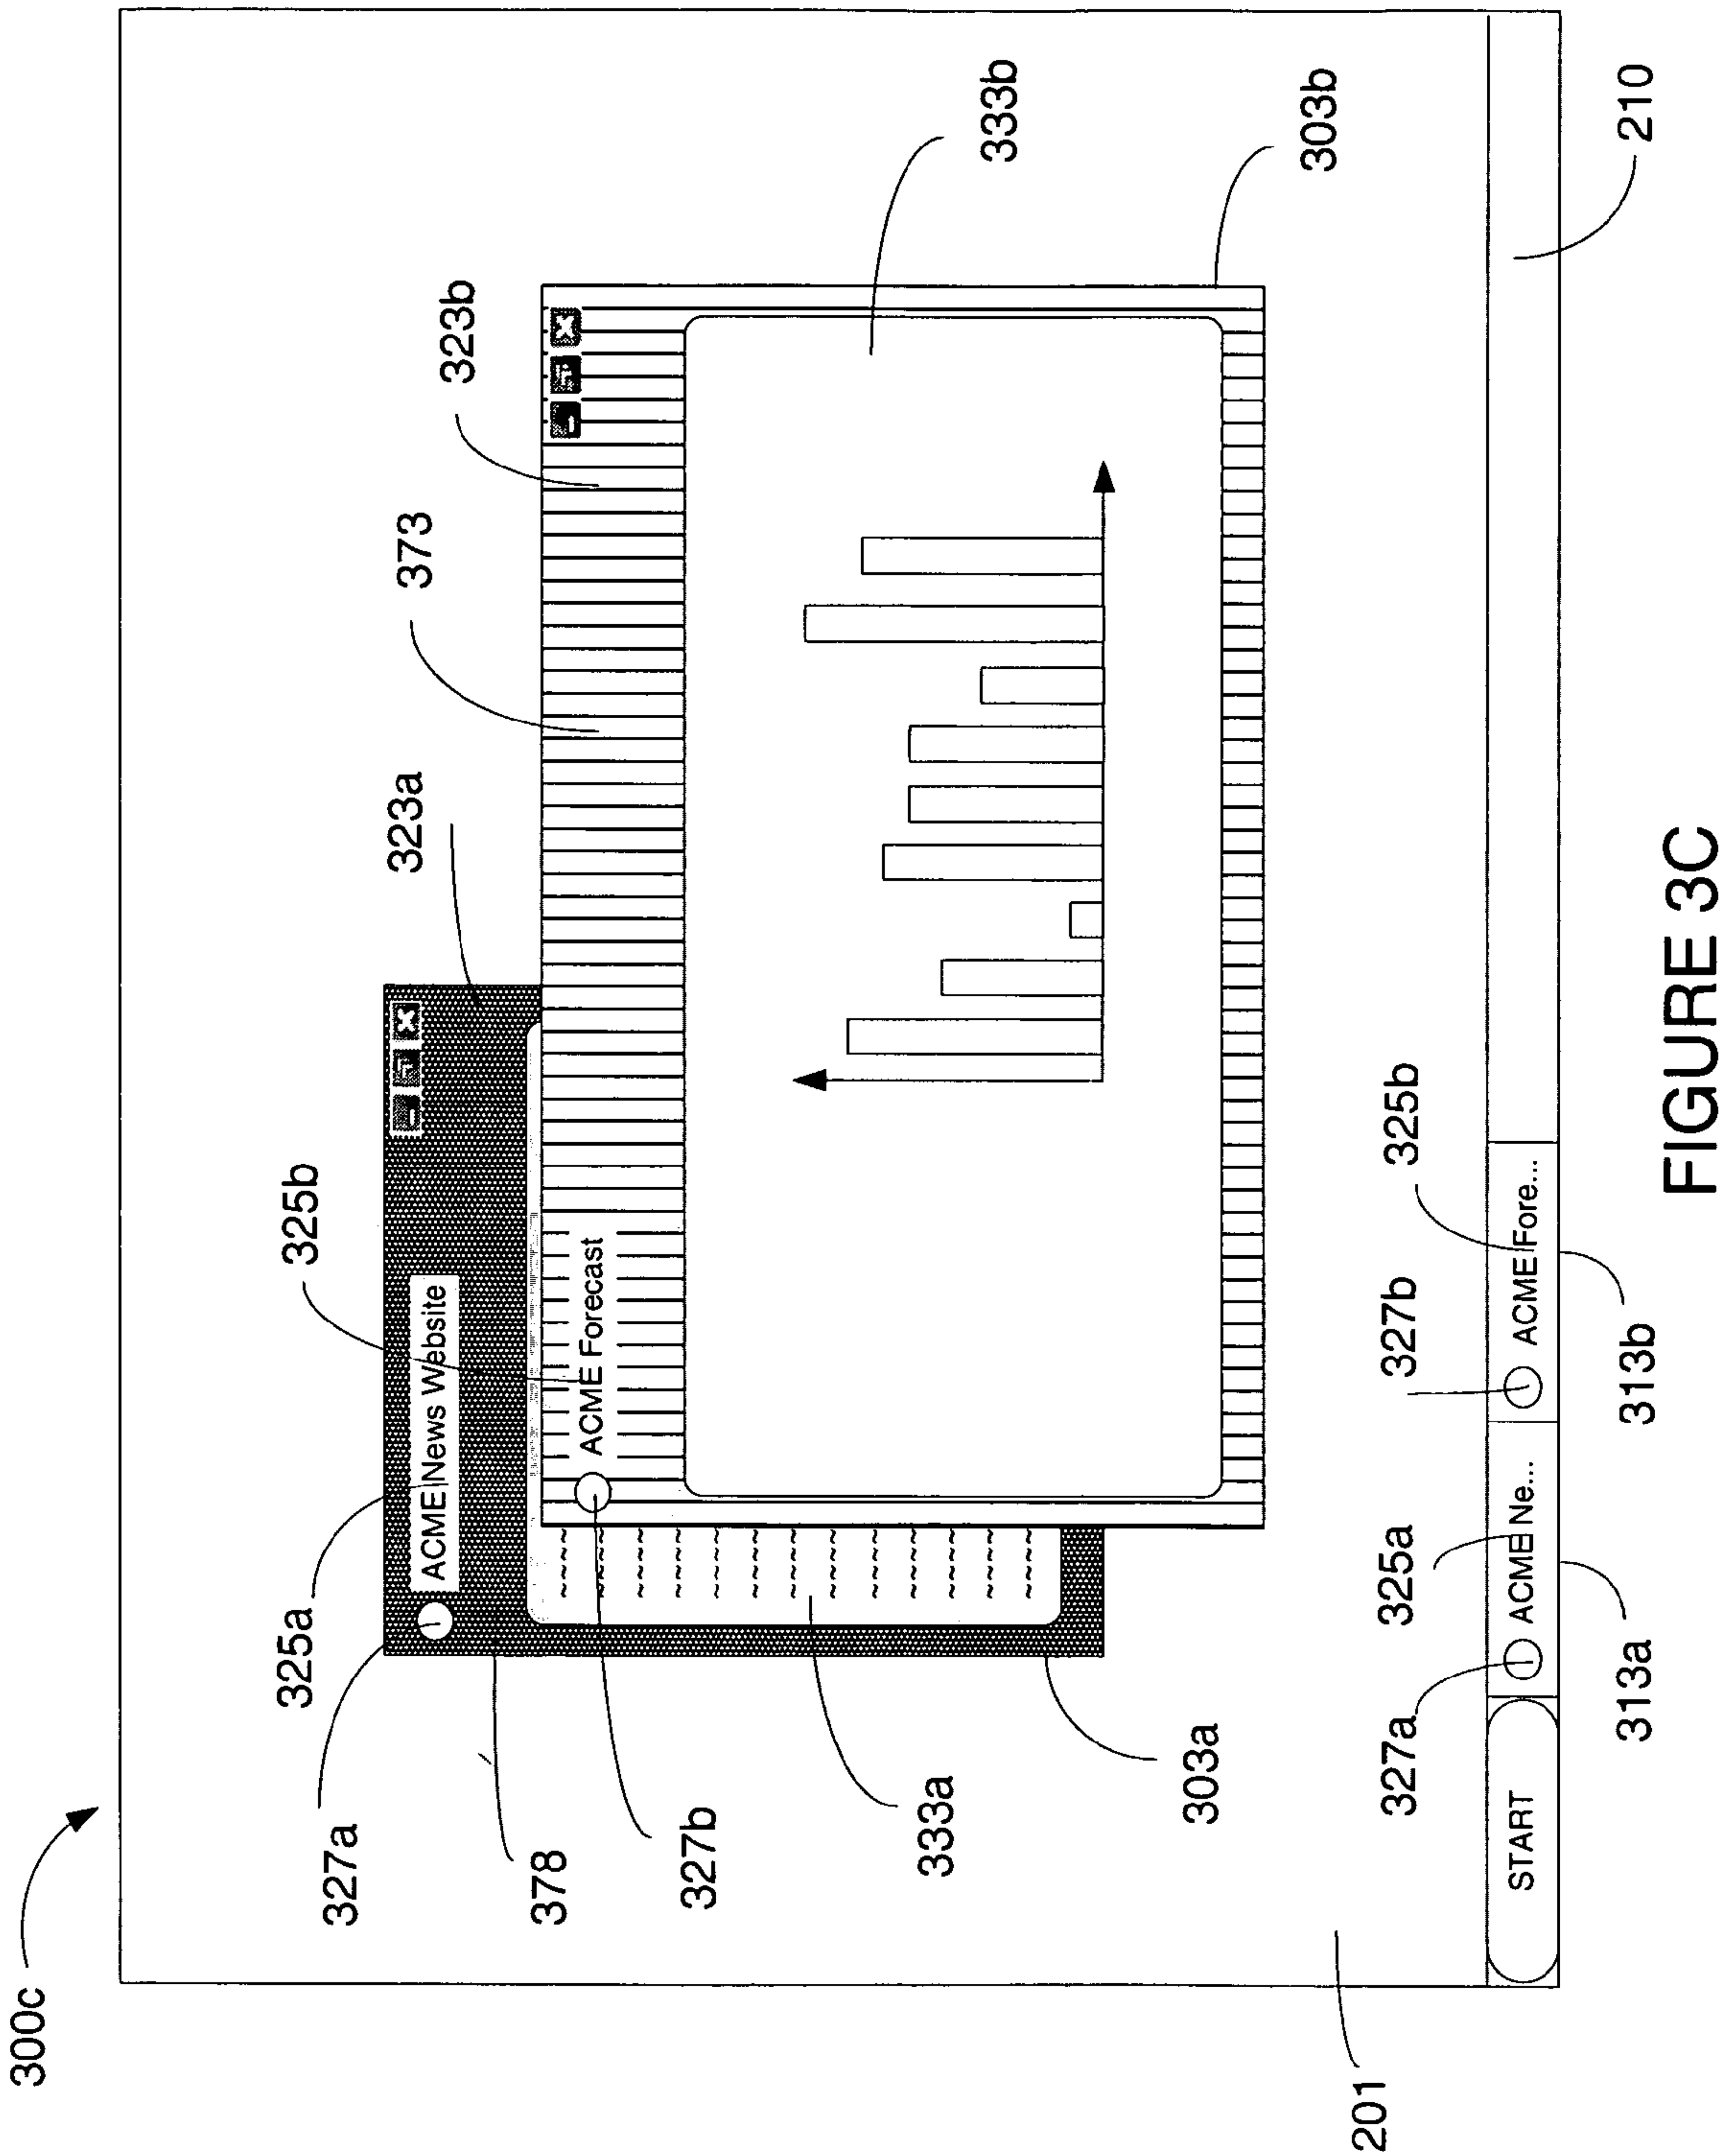 300c
325b
323a
373
323b
325a
327a
ACME News Website
378
ACME Forecast
327b
333a
333b
303a
303b
201
327a
325a
327b
325b
START
ACME Ne...
ACME Fore...
313a
313b
210
FIGURE 3C